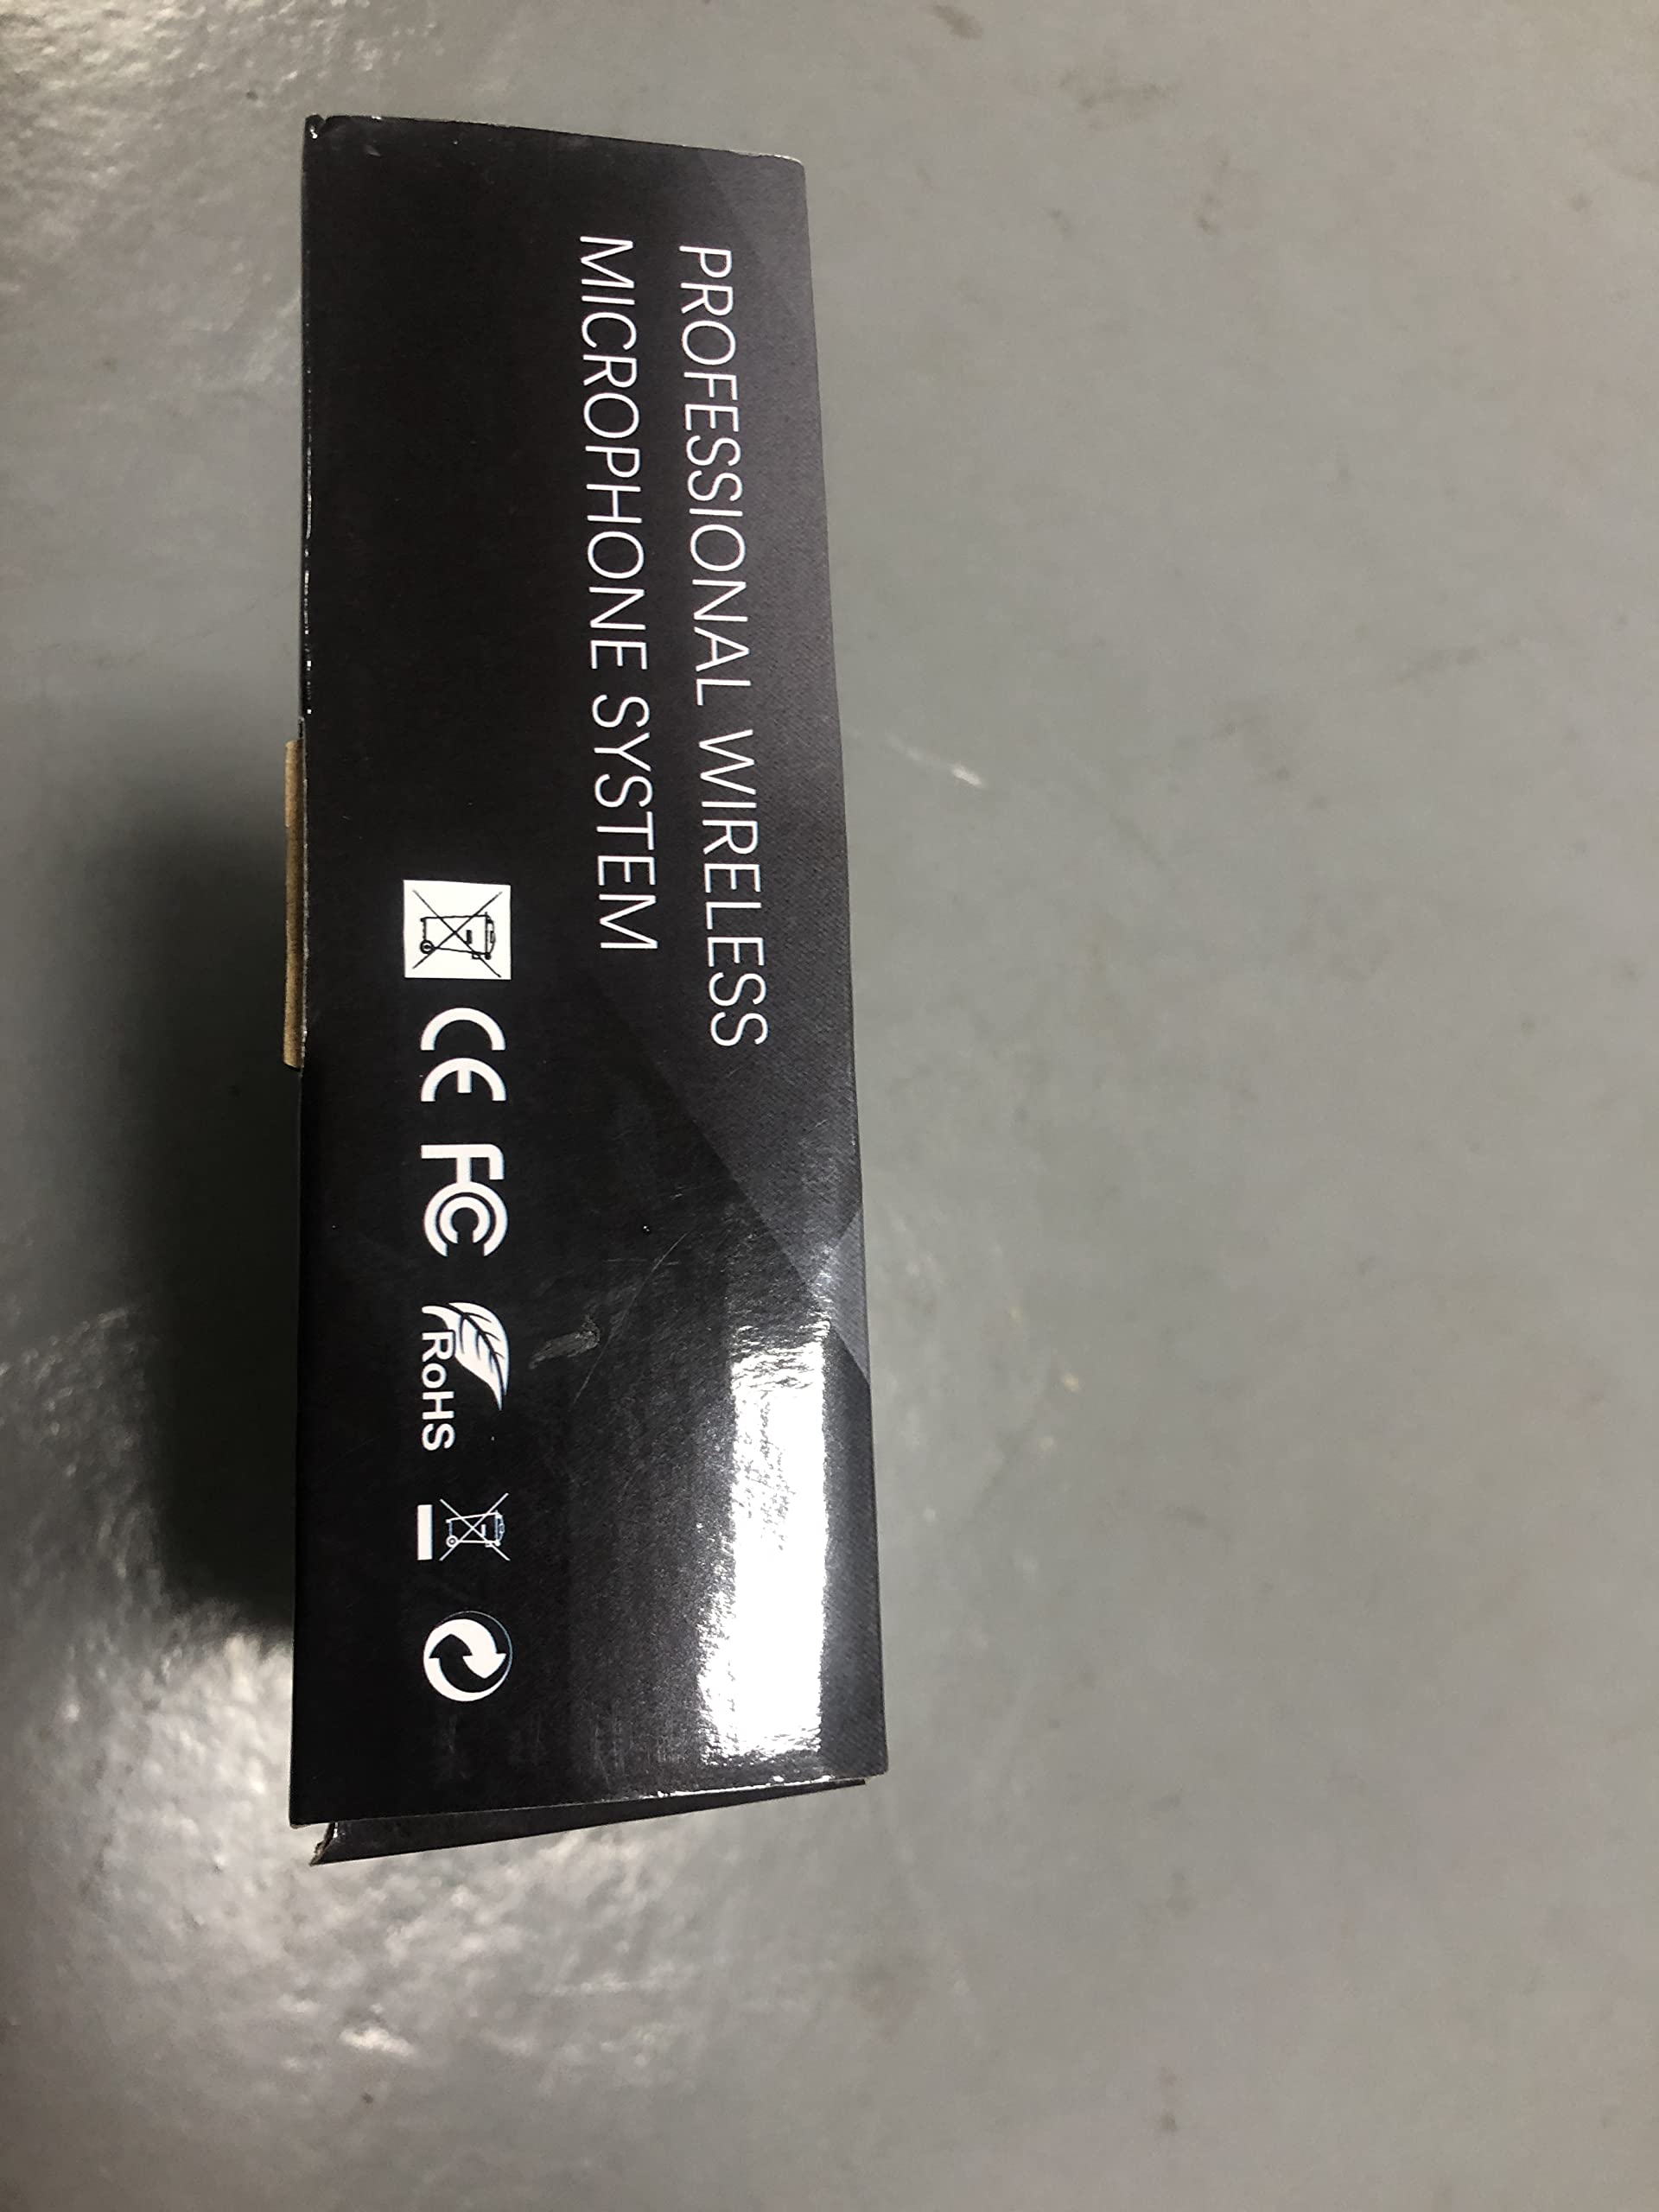 PROFESSIONAL WIRELESS
MICROPHONE SYSTEM
CE FC RoHS